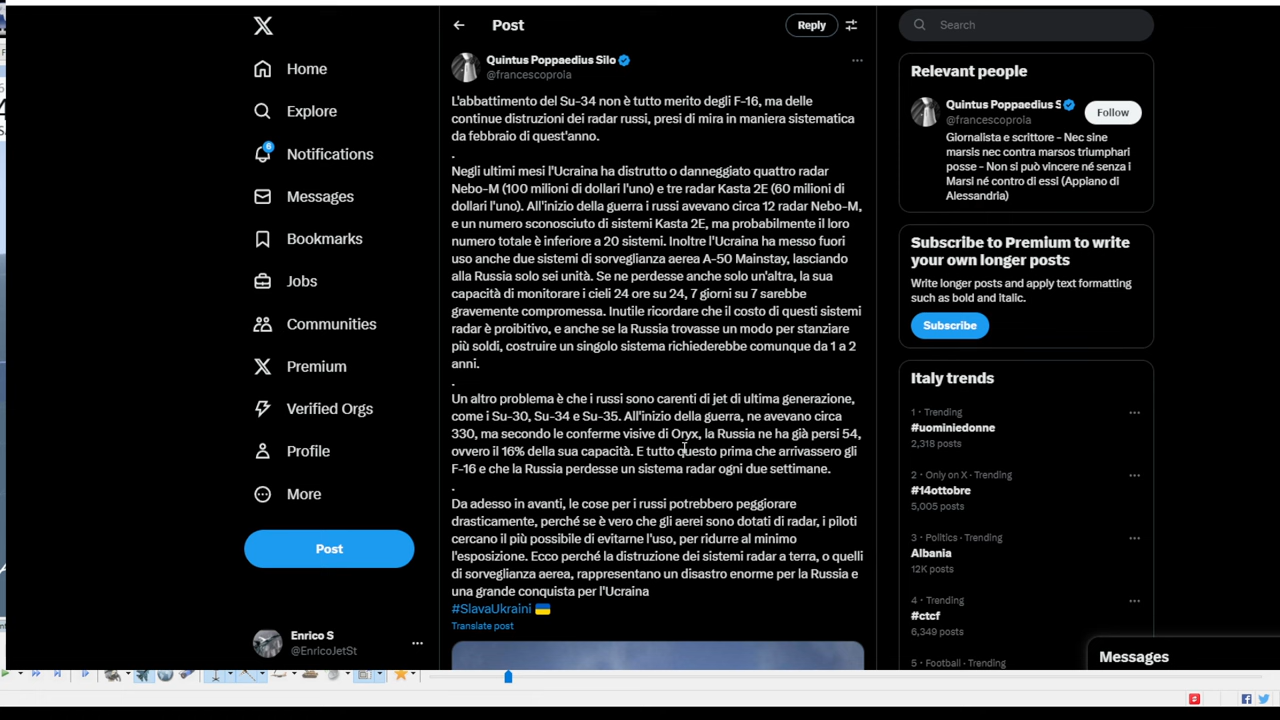 Home
Explore
6
Notifications
Messages
Bookmarks
Jobs
Communities
Premium
Verified Orgs
Profile
More
Post
Enrico S
@EnricoJetSt
Post
Reply
Quintus Poppaedius Silo
@francescoproia
L'abbattimento del Su-34 non è tutto merito degli F-16, ma delle
continue distruzioni dei radar russi, presi di mira in maniera sistematica
da febbraio di quest'anno.
.
Negli ultimi mesi l'Ucraina ha distrutto o danneggiato quattro radar
Nebo-M (100 milioni di dollari l'uno) e tre radar Kasta 2E (60 milioni di
dollari l'uno). All'inizio della guerra i russi avevano circa 12 radar Nebo-M,
e un numero sconosciuto di sistemi Kasta 2E, ma probabilmente il loro
numero totale è inferiore a 20 sistemi. Inoltre l'Ucraina ha messo fuori
uso anche due sistemi di sorveglianza aerea A-50 Mainstay, lasciando
alla Russia solo sei unità. Se ne perdesse anche solo un'altra, la sua
capacità di monitorare i cieli 24 ore su 24, 7 giorni su 7 sarebbe
gravemente compromessa. Inutile ricordare che il costo di questi sistemi
radar è proibitivo, e anche se la Russia trovasse un modo per stanziare
più soldi, costruire un singolo sistema richiederebbe comunque da 1 a 2
anni.
.
Un altro problema è che i russi sono carenti di jet di ultima generazione,
come i Su-30, Su-34 e Su-35. All'inizio della guerra, ne avevano circa
330, ma secondo le conferme visive di Oryx, la Russia ne ha già persi 54,
ovvero il 16% della sua capacità. E tutto questo prima che arrivassero gli
F-16 e che la Russia perdesse un sistema radar ogni due settimane.
.
Da adesso in avanti, le cose per i russi potrebbero peggiorare
drasticamente, perché se è vero che gli aerei sono dotati di radar, i piloti
cercano il più possibile di evitarne l'uso, per ridurre al minimo
l'esposizione. Ecco perché la distruzione dei sistemi radar a terra, o quelli
di sorveglianza aerea, rappresentano un disastro enorme per la Russia e
una grande conquista per l'Ucraina
#SlavaUkraini 🇺🇦
Translate post
Search
Relevant people
Quintus Poppaedius S
@francescoproia
Follow
Giornalista e scrittore - Nec sine
marsis nec contra marsos triumphari
posse - Non si può vincere né senza i
Marsi né contro di essi (Appiano di
Alessandria)
Subscribe to Premium to write
your own longer posts
Write longer posts and apply text formatting
such as bold and italic.
Subscribe
Italy trends
1 · Trending
#uominiedonne
2,318 posts
2 · Only on X · Trending
#14ottobre
5,005 posts
3 · Politics · Trending
Albania
12K posts
4 · Trending
#ctcf
6,349 posts
5 · Football · Trending
Messages